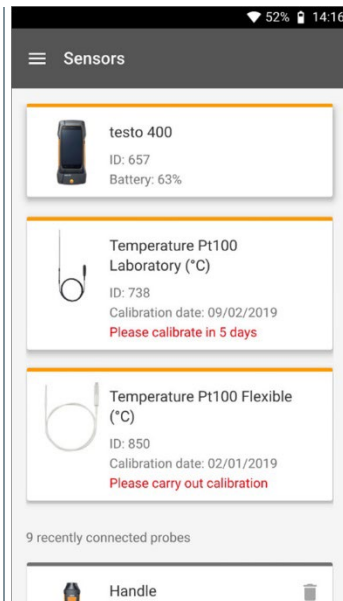 52% 14:16
Sensors
testo 400
ID: 657
Battery: 63%
Temperature Pt100
Laboratory (°C)
ID: 738
Calibration date: 09/02/2019
Please calibrate in 5 days
Temperature Pt100 Flexible
(°C)
ID: 850
Calibration date: 02/01/2019
Please carry out calibration
9 recently connected probes
Handle